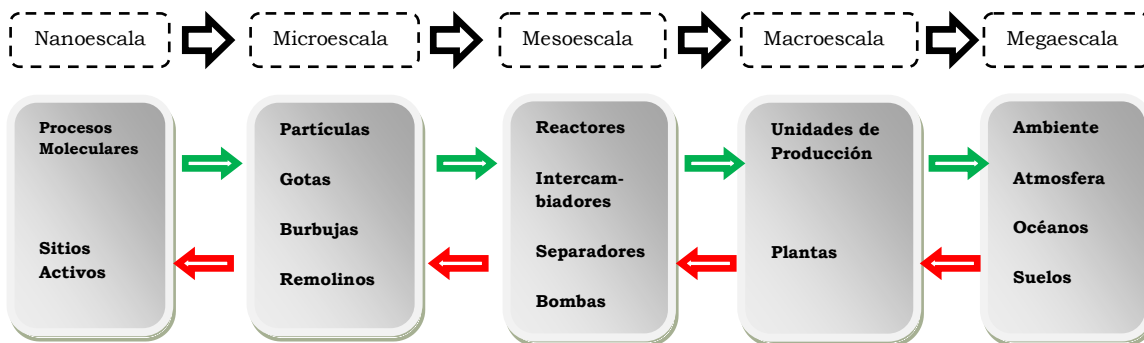 Nanoescala
Microescala
Mesoescala
Macroescala
Megaescala
Procesos
Moleculares
Sitios
Activos
Partículas
Gotas
Burbujas
Remolinos
Reactores
Intercam-
biadores
Separadores
Bombas
Unidades de
Producción
Plantas
Ambiente
Atmosfera
Océanos
Suelos